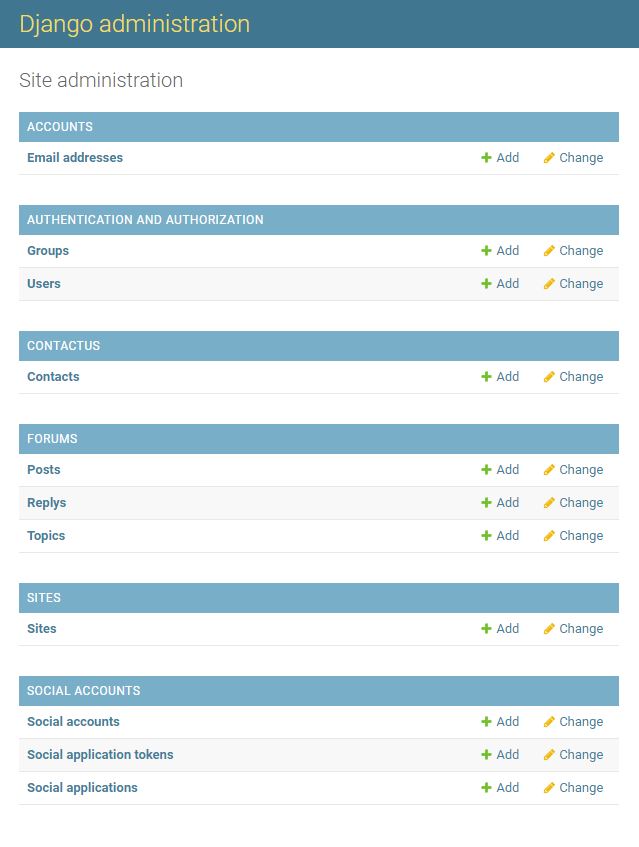 Django administration
Site administration
ACCOUNTS
Email addresses Add Change
AUTHENTICATION AND AUTHORIZATION
Groups Add Change
Users Add Change
CONTACTUS
Contacts Add Change
FORUMS
Posts Add Change
Replys Add Change
Topics Add Change
SITES
Sites Add Change
SOCIAL ACCOUNTS
Social accounts Add Change
Social application tokens Add Change
Social applications Add Change